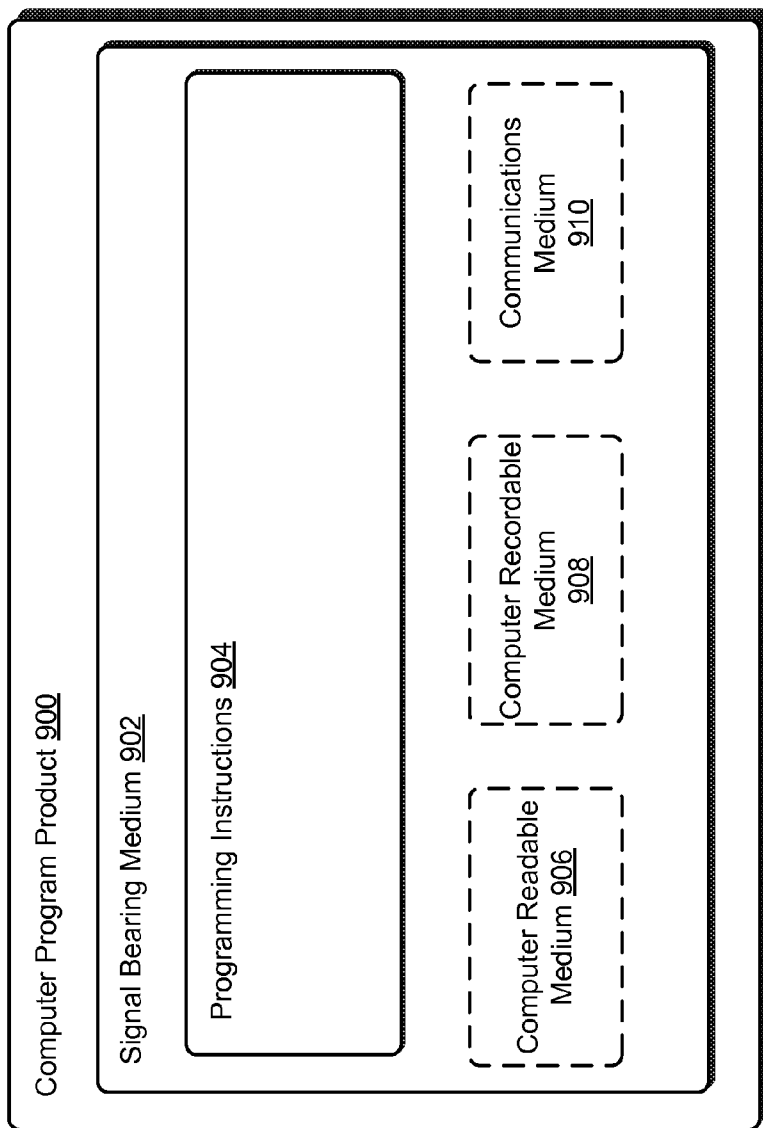 Computer Program Product 900
Signal Bearing Medium 902
Programming Instructions 904
Computer Readable
Medium 906
Computer Recordable
Medium
908
Communications
Medium
910